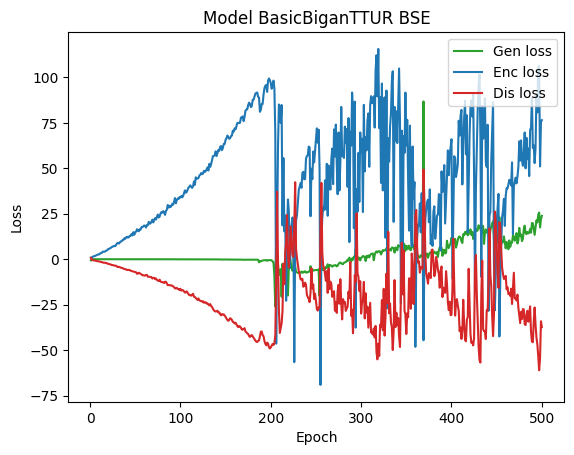 Model BasicBiganTTUR BSE
Gen loss
Enc loss
Dis loss
Loss
100
75
50
25
0
−25
−50
−75
0 100 200 300 400 500
Epoch